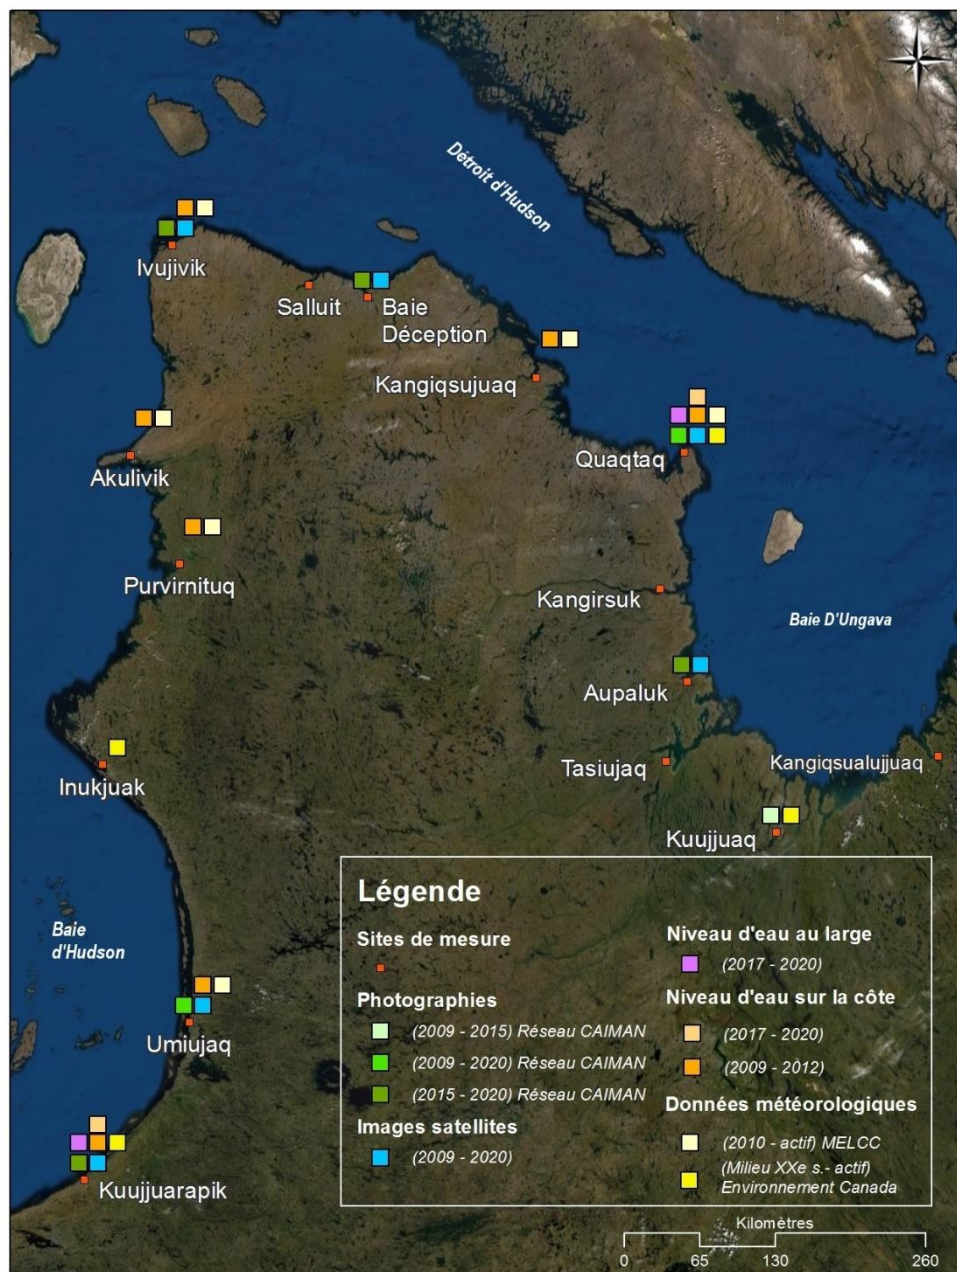 Détroit d'Hudson
Ivujivik
Salluit
Baie
Déception
Kangiqsujuaq
Quaqtaq
Akulivik
Purvirnituq
Kangirsuk
Baie D'Ungava
Aupaluk
Tasiujaq
Kangiqsualujjuaq
Inukjuak
Kuujjuaq
Baie
d'Hudson
Umiujaq
Kuujjuarapik
Légende
Sites de mesure
Photographies
(2009 - 2015) Réseau CAIMAN
(2009 - 2020) Réseau CAIMAN
(2015 - 2020) Réseau CAIMAN
Images satellites
(2009 - 2020)
Niveau d'eau au large
(2017 - 2020)
Niveau d'eau sur la côte
(2017 - 2020)
(2009 - 2012)
Données météorologiques
(2010 - actif) MELCC
(Milieu XXe s.- actif)
Environnement Canada
Kilomètres
0 65 130 260